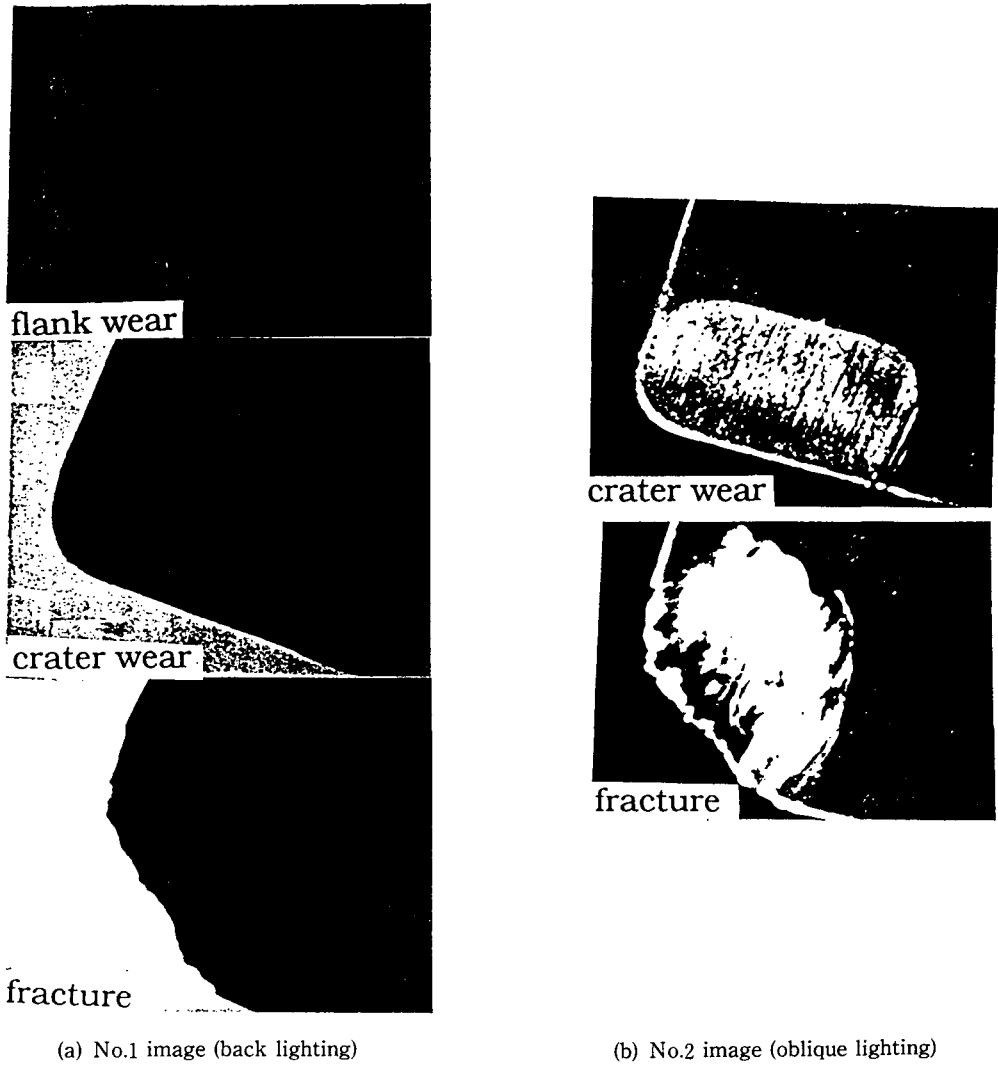 flank wear
crater wear
fracture
(a) No.1 image (back lighting)
crater wear
fracture
(b) No.2 image (oblique lighting)